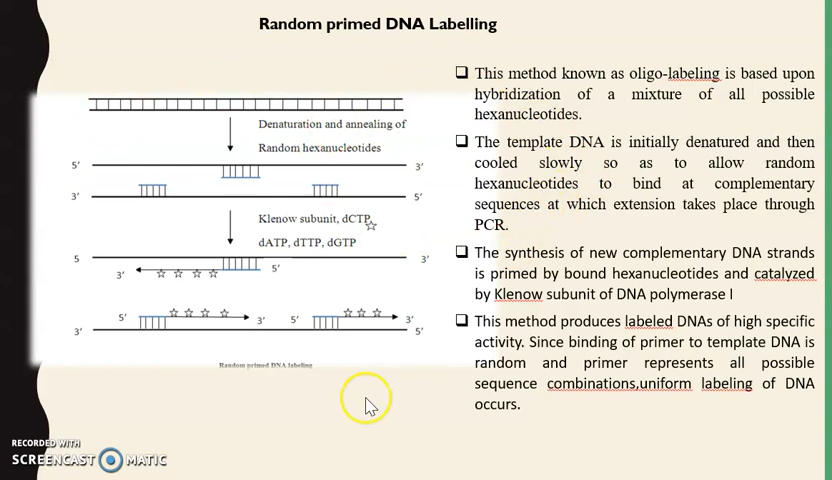 Random primed DNA Labelling
Denaturation and annealing of
Random hexanucleotides
5' 3'
3' 5'
Klenow subunit, dCTP
dATP, dTTP, dGTP
5 3'
3' 5'
5' 3' 5' 3'
3' 5'
Random primed DNA labeling
This method known as oligo-labeling is based upon
hybridization of a mixture of all possible
hexanucleotides.
The template DNA is initially denatured and then
cooled slowly so as to allow random
hexanucleotides to bind at complementary
sequences at which extension takes place through
PCR.
The synthesis of new complementary DNA strands
is primed by bound hexanucleotides and catalyzed
by Klenow subunit of DNA polymerase I
This method produces labeled DNAs of high specific
activity. Since binding of primer to template DNA is
random and primer represents all possible
sequence combinations,uniform labeling of DNA
occurs.
RECORDED WITH
SCREENCAST MATIC